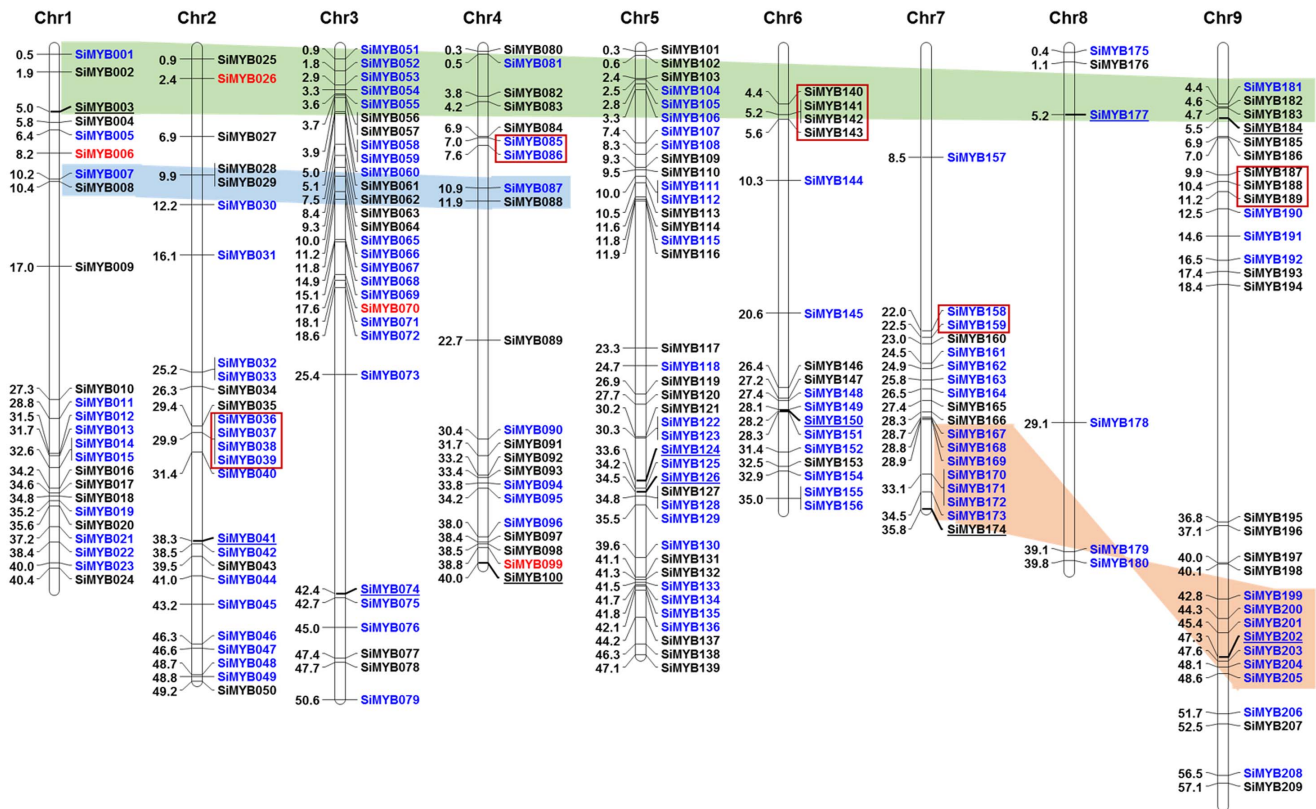 Chr1
0.5 SiMYB001
1.9 SiMYB002
5.0 SiMYB003
5.8 SiMYB004
6.4 SiMYB005
8.2 SiMYB006
10.2 SiMYB007
10.4 SiMYB008
17.0 SiMYB009
27.3 SiMYB010
28.8 SiMYB011
31.5 SiMYB012
31.7 SiMYB013
32.6 SiMYB014
SiMYB015
34.2 SiMYB016
34.6 SiMYB017
34.8 SiMYB018
35.2 SiMYB019
35.6 SiMYB020
37.2 SiMYB021
38.4 SiMYB022
40.0 SiMYB023
40.4 SiMYB024
Chr2
0.9 SiMYB025
2.4 SiMYB026
6.9 SiMYB027
9.9 SiMYB028
SiMYB029
12.2 SiMYB030
16.1 SiMYB031
25.2 SiMYB032
SiMYB033
26.3 SiMYB034
29.4 SiMYB035
29.9 SiMYB036
SiMYB037
SiMYB038
SiMYB039
31.4 SiMYB040
38.3 SiMYB041
38.5 SiMYB042
39.5 SiMYB043
41.0 SiMYB044
43.2 SiMYB045
46.3 SiMYB046
46.6 SiMYB047
48.7 SiMYB048
48.8 SiMYB049
49.2 SiMYB050
Chr3
0.9 SiMYB051
1.8 SiMYB052
2.9 SiMYB053
3.3 SiMYB054
3.6 SiMYB055
3.7 SiMYB056
SiMYB057
3.9 SiMYB058
SiMYB059
5.0 SiMYB060
5.1 SiMYB061
7.5 SiMYB062
8.4 SiMYB063
9.3 SiMYB064
10.0 SiMYB065
11.2 SiMYB066
11.8 SiMYB067
14.9 SiMYB068
15.1 SiMYB069
17.6 SiMYB070
18.1 SiMYB071
18.6 SiMYB072
25.4 SiMYB073
42.4 SiMYB074
42.7 SiMYB075
45.0 SiMYB076
47.4 SiMYB077
47.7 SiMYB078
50.6 SiMYB079
Chr4
0.3 SiMYB080
0.5 SiMYB081
3.8 SiMYB082
4.2 SiMYB083
6.9 SiMYB084
7.0 SiMYB085
7.6 SiMYB086
10.9 SiMYB087
11.9 SiMYB088
22.7 SiMYB089
30.4 SiMYB090
31.7 SiMYB091
33.2 SiMYB092
33.4 SiMYB093
33.8 SiMYB094
34.2 SiMYB095
38.0 SiMYB096
38.4 SiMYB097
38.5 SiMYB098
38.8 SiMYB099
40.0 SiMYB100
Chr5
0.3 SiMYB101
0.6 SiMYB102
2.4 SiMYB103
2.5 SiMYB104
2.8 SiMYB105
3.3 SiMYB106
7.4 SiMYB107
8.3 SiMYB108
9.3 SiMYB109
9.5 SiMYB110
10.0 SiMYB111
SiMYB112
10.5 SiMYB113
11.6 SiMYB114
11.8 SiMYB115
11.9 SiMYB116
23.3 SiMYB117
24.7 SiMYB118
26.9 SiMYB119
27.7 SiMYB120
30.2 SiMYB121
30.3 SiMYB122
SiMYB123
33.6 SiMYB124
34.2 SiMYB125
34.5 SiMYB126
34.8 SiMYB127
SiMYB128
35.5 SiMYB129
39.6 SiMYB130
41.1 SiMYB131
41.3 SiMYB132
41.5 SiMYB133
41.7 SiMYB134
41.8 SiMYB135
42.1 SiMYB136
44.2 SiMYB137
46.3 SiMYB138
47.1 SiMYB139
Chr6
4.4 SiMYB140
5.2 SiMYB141
SiMYB142
5.6 SiMYB143
10.3 SiMYB144
20.6 SiMYB145
26.4 SiMYB146
27.2 SiMYB147
27.4 SiMYB148
28.1 SiMYB149
28.2 SiMYB150
28.3 SiMYB151
31.4 SiMYB152
32.5 SiMYB153
32.9 SiMYB154
35.0 SiMYB155
SiMYB156
Chr7
8.5 SiMYB157
22.0 SiMYB158
22.5 SiMYB159
23.0 SiMYB160
24.5 SiMYB161
24.9 SiMYB162
25.8 SiMYB163
26.5 SiMYB164
27.4 SiMYB165
28.3 SiMYB166
28.7 SiMYB167
28.8 SiMYB168
28.9 SiMYB169
33.1 SiMYB170
SiMYB171
SiMYB172
34.5 SiMYB173
35.8 SiMYB174
Chr8
0.4 SiMYB175
1.1 SiMYB176
5.2 SiMYB177
29.1 SiMYB178
39.1 SiMYB179
39.8 SiMYB180
Chr9
4.4 SiMYB181
4.6 SiMYB182
4.7 SiMYB183
5.5 SiMYB184
6.9 SiMYB185
7.0 SiMYB186
9.9 SiMYB187
10.4 SiMYB188
11.2 SiMYB189
12.5 SiMYB190
14.6 SiMYB191
16.5 SiMYB192
17.4 SiMYB193
18.4 SiMYB194
36.8 SiMYB195
37.1 SiMYB196
40.0 SiMYB197
40.1 SiMYB198
42.8 SiMYB199
44.3 SiMYB200
45.4 SiMYB201
47.3 SiMYB202
47.6 SiMYB203
48.1 SiMYB204
48.6 SiMYB205
51.7 SiMYB206
52.5 SiMYB207
56.5 SiMYB208
57.1 SiMYB209